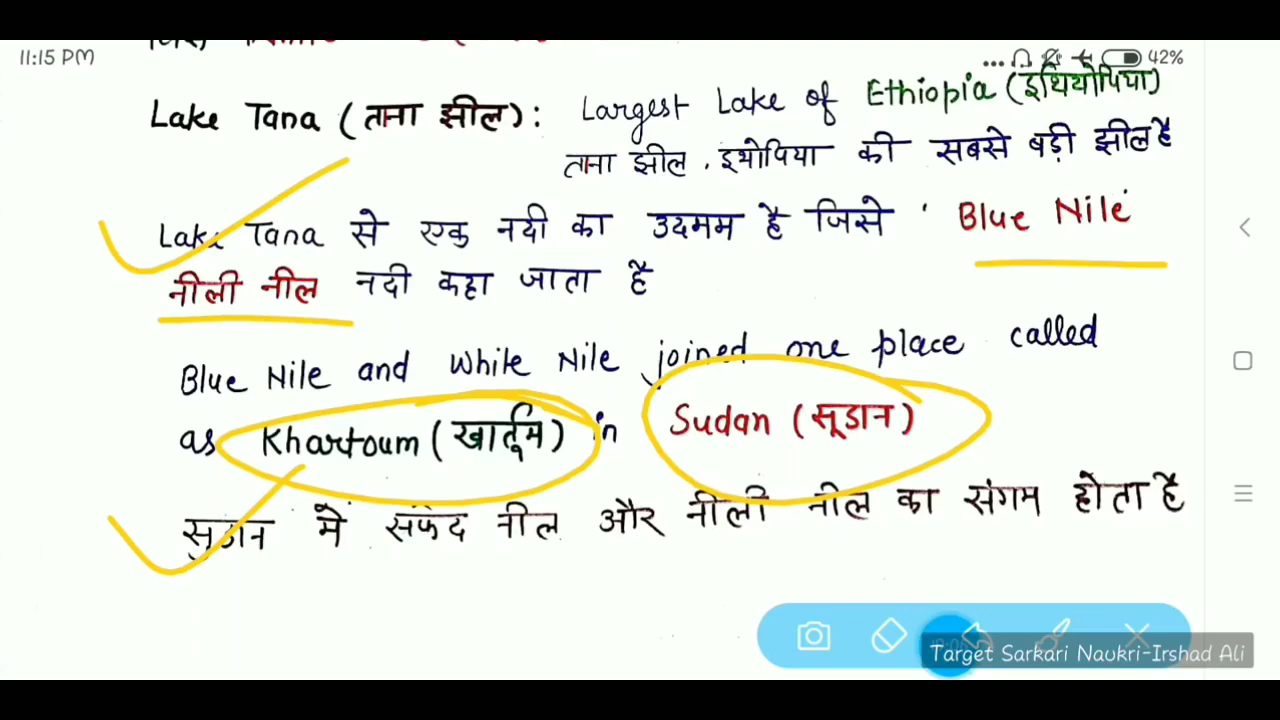 11:15 PM
42%
Lake Tana (ताना झील): Largest Lake of Ethiopia (इथियोपिया)
ताना झील, इथोपिया की सबसे बड़ी झील है
Lake Tana से एक नदी का उदमम है जिसे ' Blue Nile'
नीली नील नदी कहा जाता है
Blue Nile and White Nile joined one place called
as Khartoum (खार्टूम) in Sudan (सूडान)
सुडान में सफेद नील और नीली नील का संगम होता है
Target Sarkari Naukri-Irshad Ali